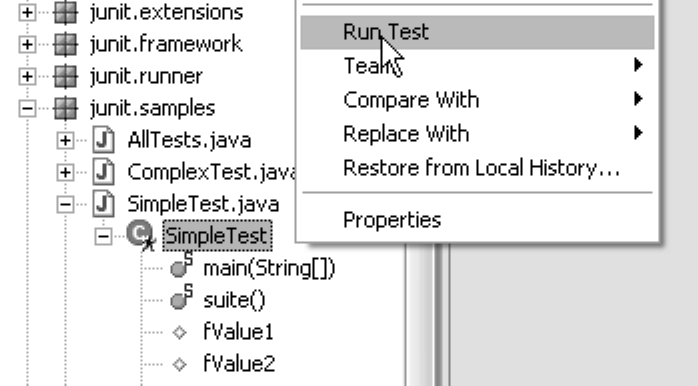 junit.extensions
junit.framework
junit.runner
junit.samples
J AllTests.java
J ComplexTest.java
J SimpleTest.java
C SimpleTest
S main(String[])
S suite()
fValue1
fValue2
Run Test
Team
Compare With
Replace With
Restore from Local History...
Properties